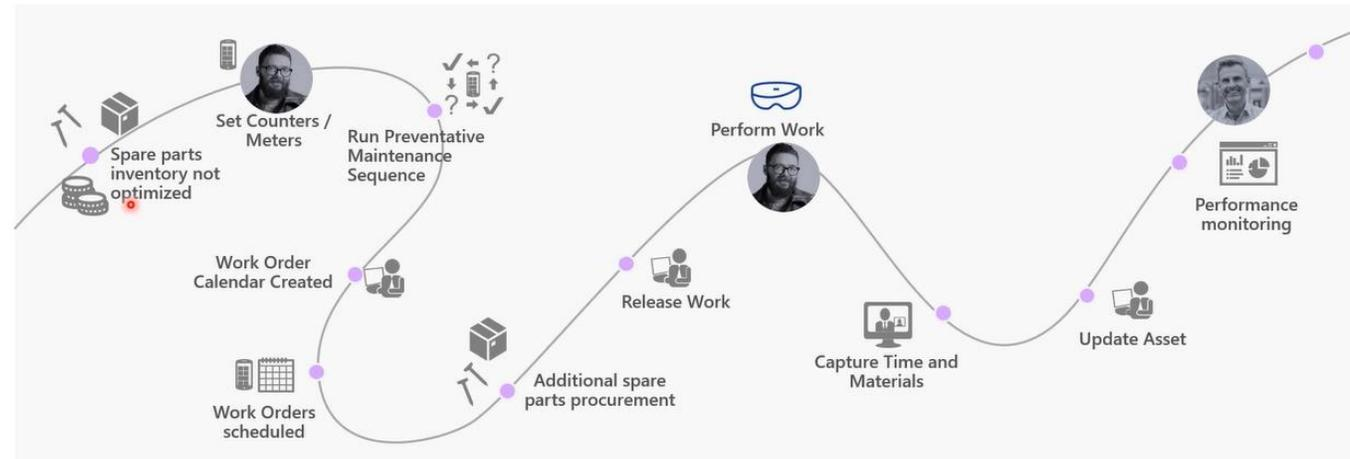 Spare parts
inventory not
optimized
Set Counters /
Meters
Run Preventative
Maintenance
Sequence
Work Order
Calendar Created
Work Orders
scheduled
Additional spare
parts procurement
Release Work
Perform Work
Capture Time and
Materials
Update Asset
Performance
monitoring